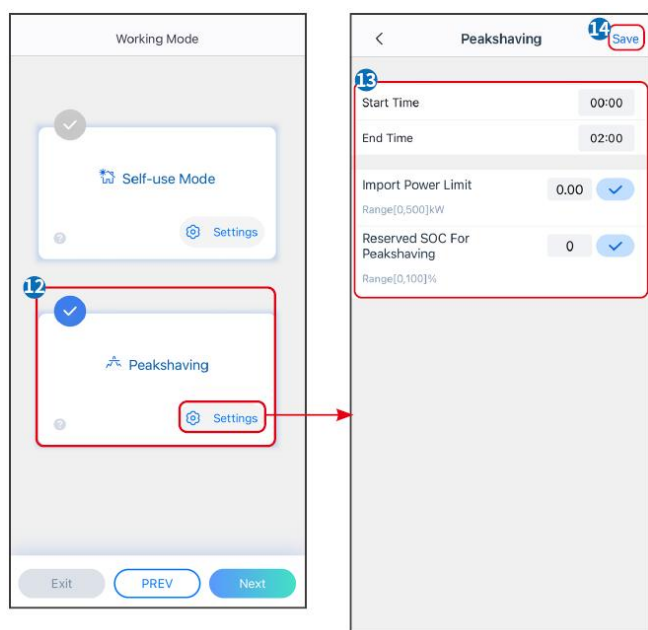 Working Mode
Self-use Mode
Settings
12
Peakshaving
Settings
Exit
PREV
Next
Peakshaving
14
Save
13
Start Time
00:00
End Time
02:00
Import Power Limit
0.00
Range[0,500]kW
Reserved SOC For
Peakshaving
0
Range[0,100]%